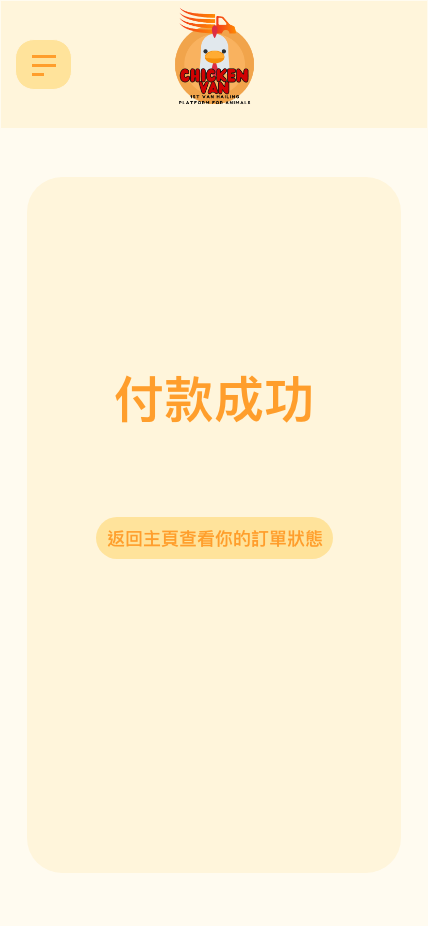 CHICKEN
VAN
1ST VAN HAILING
PLATFORM FOR ANIMALS
付款成功
返回主頁查看你的訂單狀態